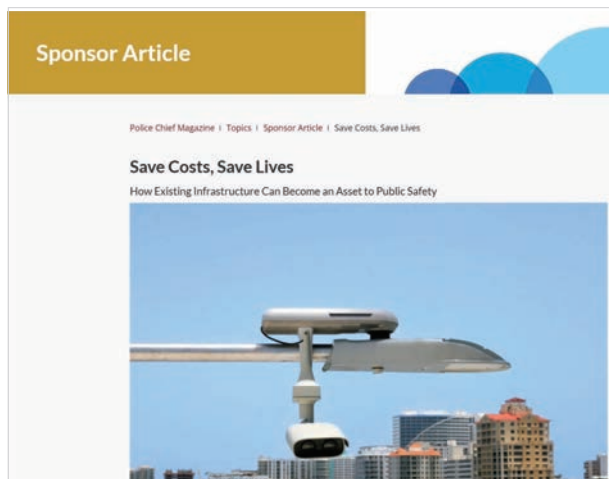 Sponsor Article
Police Chief Magazine | Topics | Sponsor Article | Save Costs, Save Lives
Save Costs, Save Lives
How Existing Infrastructure Can Become an Asset to Public Safety